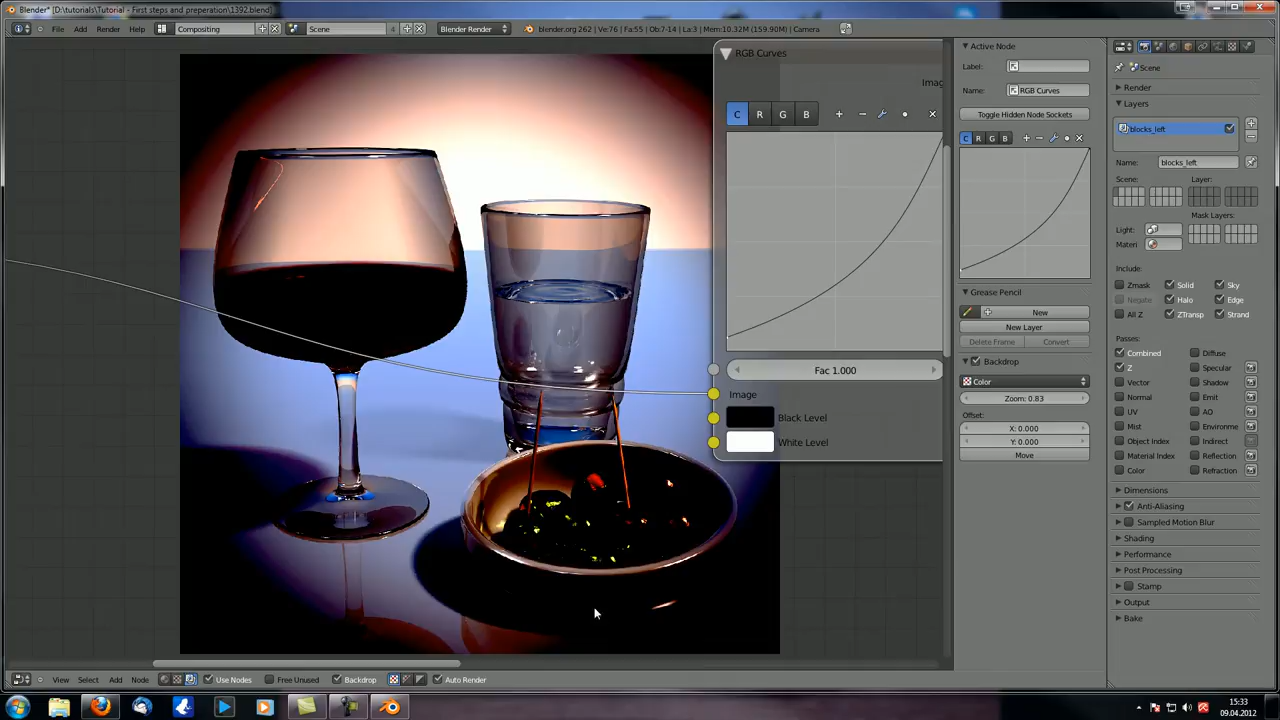 Blender* [D:\tutorials\Tutorial - First steps and preperation\1392.blend]
File Add Render Help Compositing Scene 4 Blender Render blender.org 262 | Ve:76 | Fa:55 | Ob:7-14 | La:3 | Mem:10.32M (159.90M) | Camera
RGB Curves
Imag
C R G B
Fac 1.000
Image
Black Level
White Level
Active Node
Label:
Name: RGB Curves
Toggle Hidden Node Sockets
C R G B
Grease Pencil
New
New Layer
Delete Frame Convert
Backdrop
Color
Zoom: 0.83
Offset:
X: 0.000
Y: 0.000
Move
Scene
Render
Layers
blocks_left
Name: blocks_left
Scene: Layer:
Mask Layers:
Light:
Materi
Include:
Zmask Solid Sky
Negate Halo Edge
All Z ZTransp Strand
Passes:
Combined Diffuse
Z Specular
Vector Shadow
Normal Emit
UV AO
Mist Environme
Object Index Indirect
Material Index Reflection
Color Refraction
Dimensions
Anti-Aliasing
Sampled Motion Blur
Shading
Performance
Post Processing
Stamp
Output
Bake
View Select Add Node Use Nodes Free Unused Backdrop Auto Render
15:33
09.04.2012